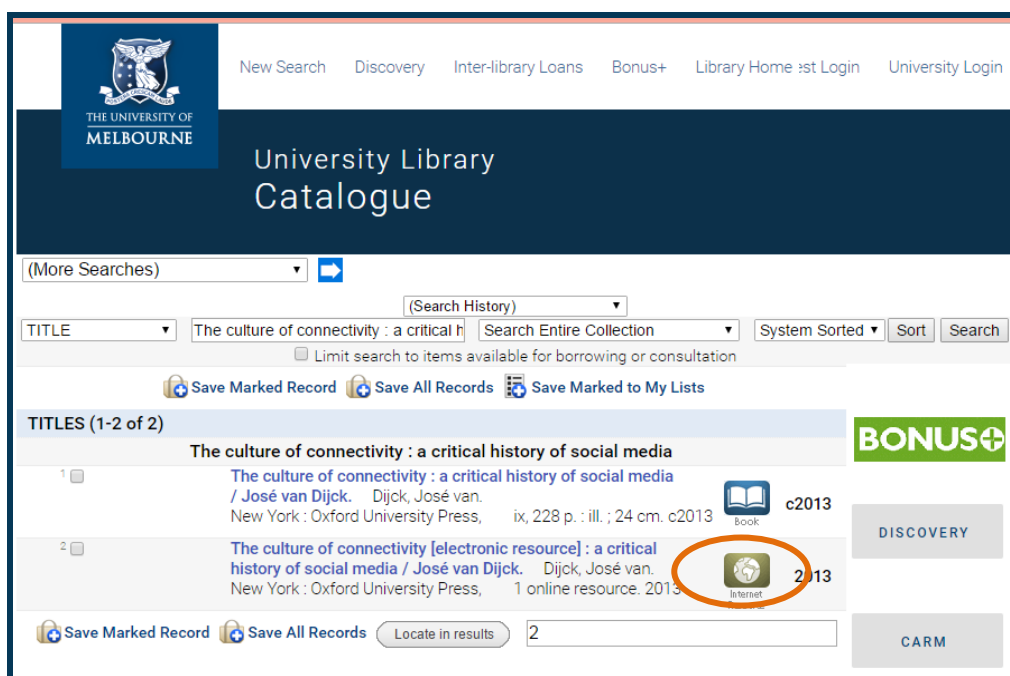 New Search Discovery Inter-library Loans Bonus+ Library Home est Login University Login
THE UNIVERSITY OF
MELBOURNE
University Library
Catalogue
(More Searches)
(Search History)
TITLE The culture of connectivity : a critical h Search Entire Collection System Sorted Sort Search
Limit search to items available for borrowing or consultation
Save Marked Record Save All Records Save Marked to My Lists
TITLES (1-2 of 2)
BONUS+
The culture of connectivity : a critical history of social media
1 The culture of connectivity : a critical history of social media
/ José van Dijck. Dijck, José van.
New York : Oxford University Press, ix, 228 p. : ill. ; 24 cm. c2013
Book
c2013
DISCOVERY
2 The culture of connectivity [electronic resource] : a critical
history of social media / José van Dijck. Dijck, José van.
New York : Oxford University Press, 1 online resource. 2013
Internet
2013
Save Marked Record Save All Records Locate in results 2
CARM